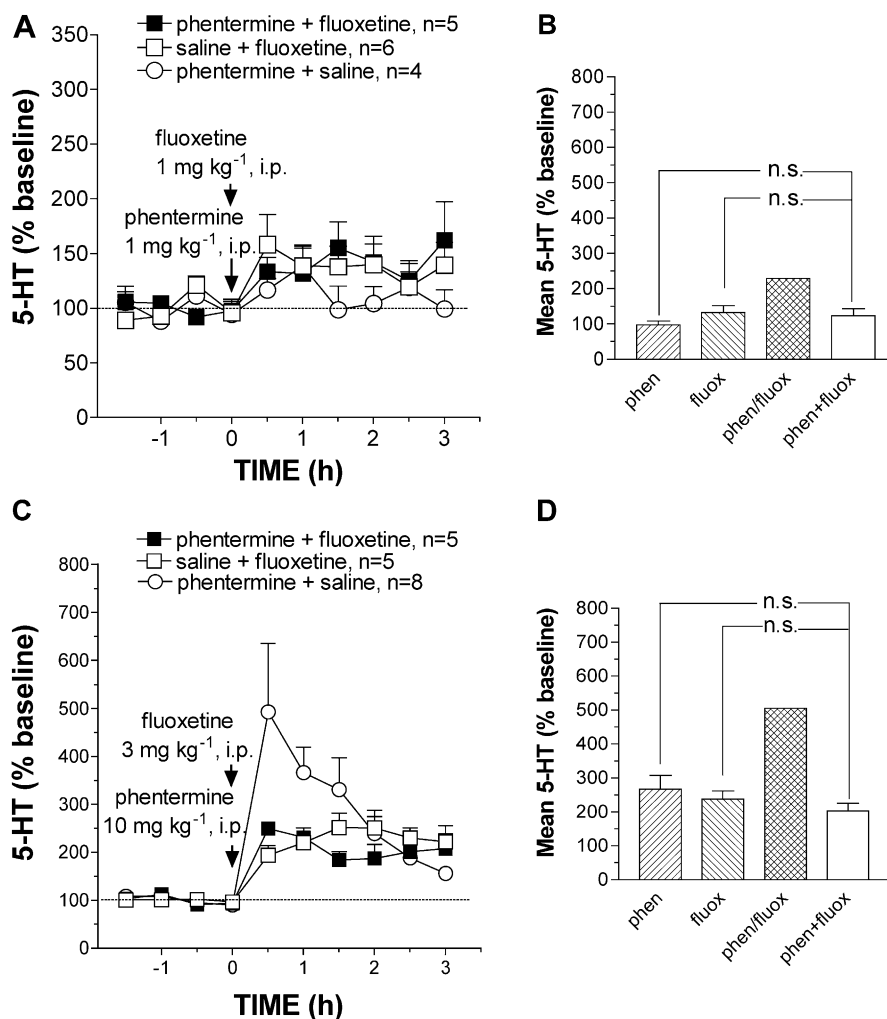 A
phentermine + fluoxetine, n=5
saline + fluoxetine, n=6
phentermine + saline, n=4
350
300
250
200
150
100
50
0
5-HT (% baseline)
fluoxetine
1 mg kg⁻¹, i.p.
phentermine
1 mg kg⁻¹, i.p.
-1 0 1 2 3
TIME (h)
B
800
700
600
500
400
300
200
100
0
Mean 5-HT (% baseline)
n.s.
n.s.
phen
fluox
phen/fluox
phen+fluox
C
phentermine + fluoxetine, n=5
saline + fluoxetine, n=5
phentermine + saline, n=8
800
700
600
500
400
300
200
100
0
5-HT (% baseline)
fluoxetine
3 mg kg⁻¹, i.p.
phentermine
10 mg kg⁻¹, i.p.
-1 0 1 2 3
TIME (h)
D
800
700
600
500
400
300
200
100
0
Mean 5-HT (% baseline)
n.s.
n.s.
phen
fluox
phen/fluox
phen+fluox